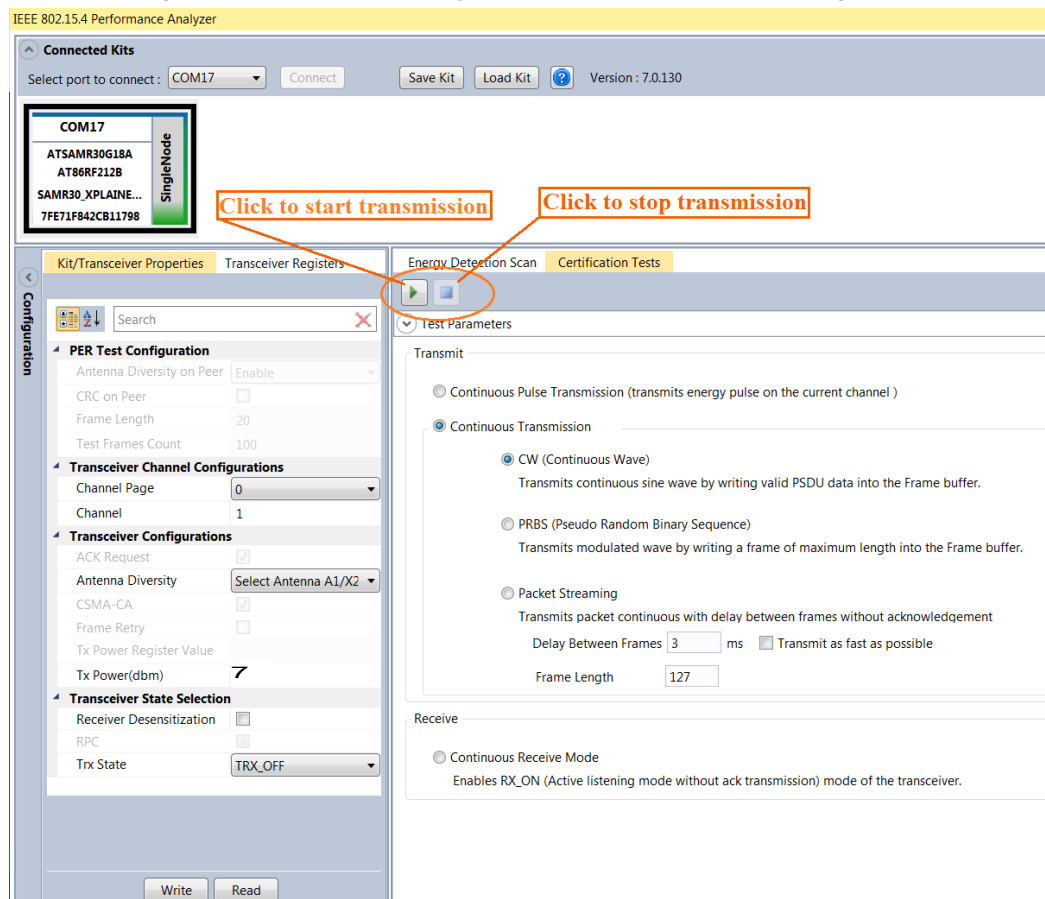 IEEE 802.15.4 Performance Analyzer
Connected Kits
Select port to connect : COM17 Connect Save Kit Load Kit ? Version : 7.0.130
COM17
ATSAMR30G18A
AT86RF212B
SAMR30_XPLAINE...
7FE71F842CB11798
SingleNode
Click to start transmission
Click to stop transmission
Configuration
Kit/Transceiver Properties Transceiver Registers
Search
PER Test Configuration
Antenna Diversity on Peer Enable
CRC on Peer
Frame Length 20
Test Frames Count 100
Transceiver Channel Configurations
Channel Page 0
Channel 1
Transceiver Configurations
ACK Request
Antenna Diversity Select Antenna A1/X2
CSMA-CA
Frame Retry
Tx Power Register Value
Tx Power(dbm) 7
Transceiver State Selection
Receiver Desensitization
RPC
Trx State TRX_OFF
Write Read
Energy Detection Scan Certification Tests
Test Parameters
Transmit
Continuous Pulse Transmission (transmits energy pulse on the current channel )
Continuous Transmission
CW (Continuous Wave)
Transmits continuous sine wave by writing valid PSDU data into the Frame buffer.
PRBS (Pseudo Random Binary Sequence)
Transmits modulated wave by writing a frame of maximum length into the Frame buffer.
Packet Streaming
Transmits packet continuous with delay between frames without acknowledgement
Delay Between Frames 3 ms Transmit as fast as possible
Frame Length 127
Receive
Continuous Receive Mode
Enables RX_ON (Active listening mode without ack transmission) mode of the transceiver.